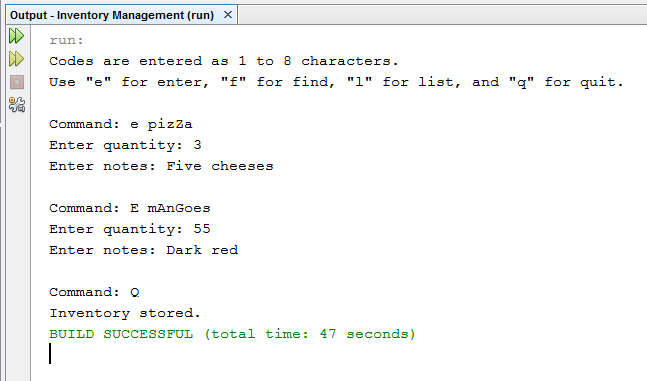 Output - Inventory Management (run) ×
run:
Codes are entered as 1 to 8 characters.
Use "e" for enter, "f" for find, "l" for list, and "q" for quit.
Command: e pizZa
Enter quantity: 3
Enter notes: Five cheeses
Command: E mAnGoes
Enter quantity: 55
Enter notes: Dark red
Command: Q
Inventory stored.
BUILD SUCCESSFUL (total time: 47 seconds)